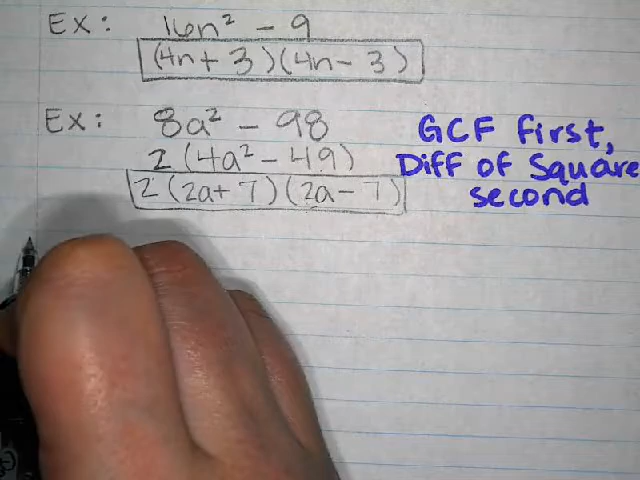 Ex: 16n² - 9
(4n + 3)(4n - 3)
Ex: 8a² - 98
2(4a² - 49)
2(2a + 7)(2a - 7)
GCF first,
Diff of Square
second